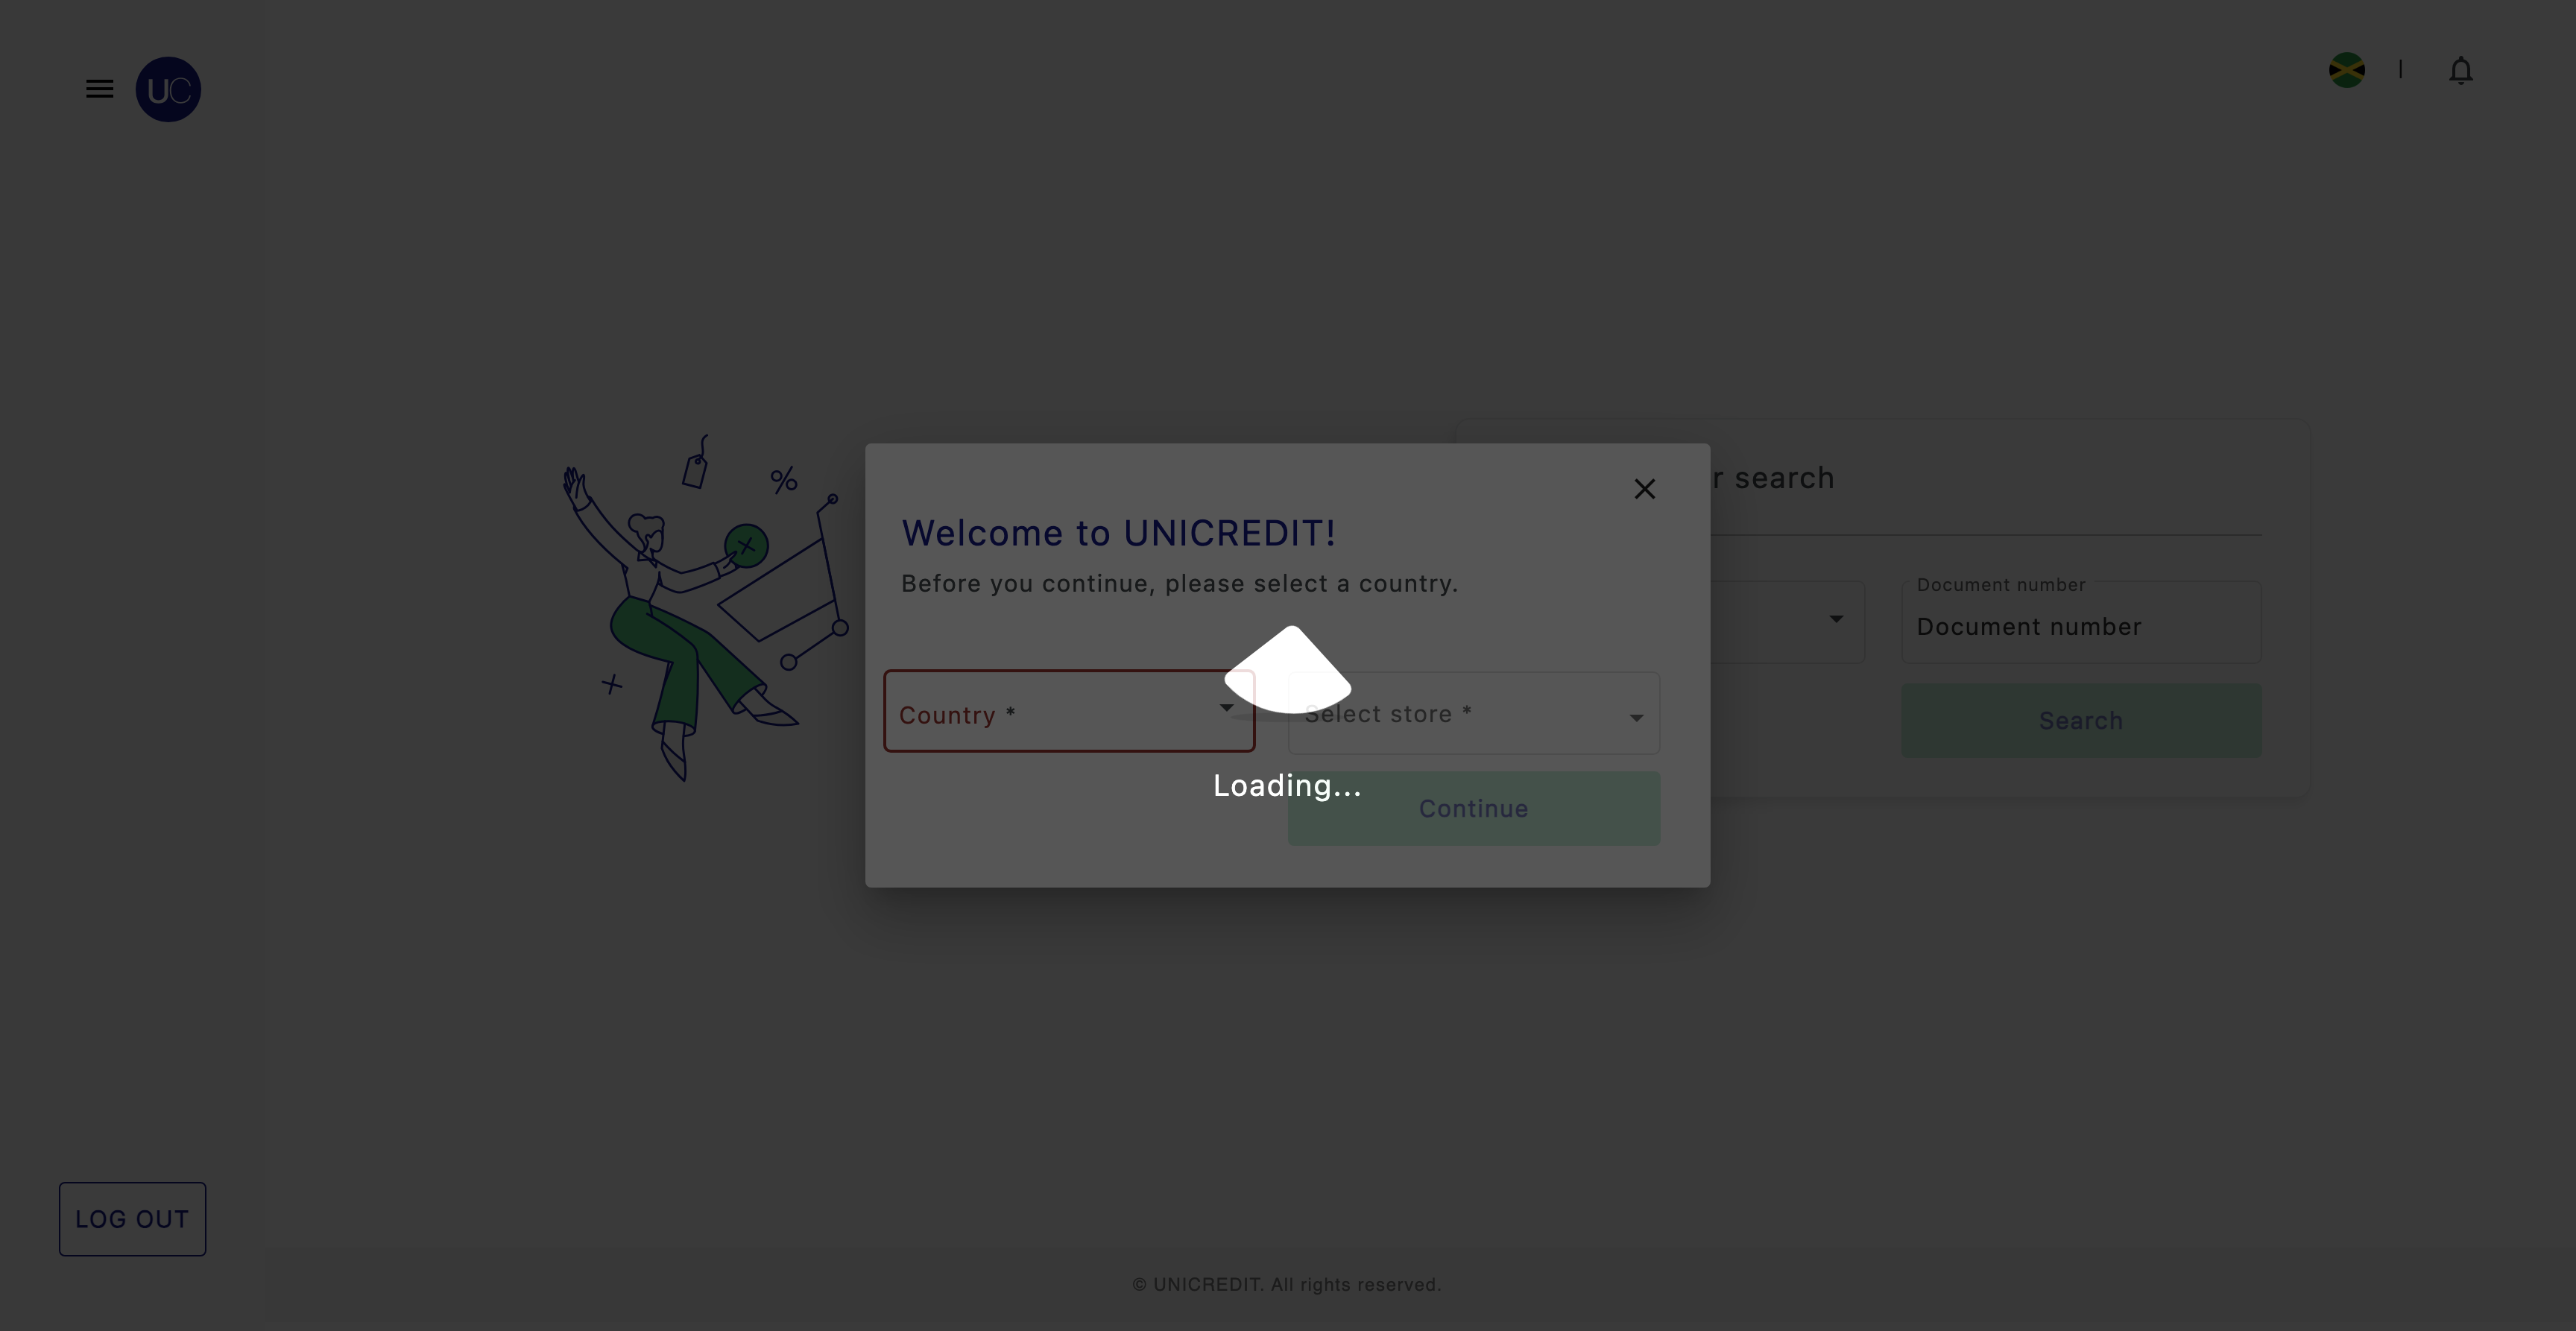 UC
r search
Welcome to UNICREDIT!
Before you continue, please select a country.
Document number
Document number
Country *
Select store *
Search
Loading...
Continue
LOG OUT
© UNICREDIT. All rights reserved.